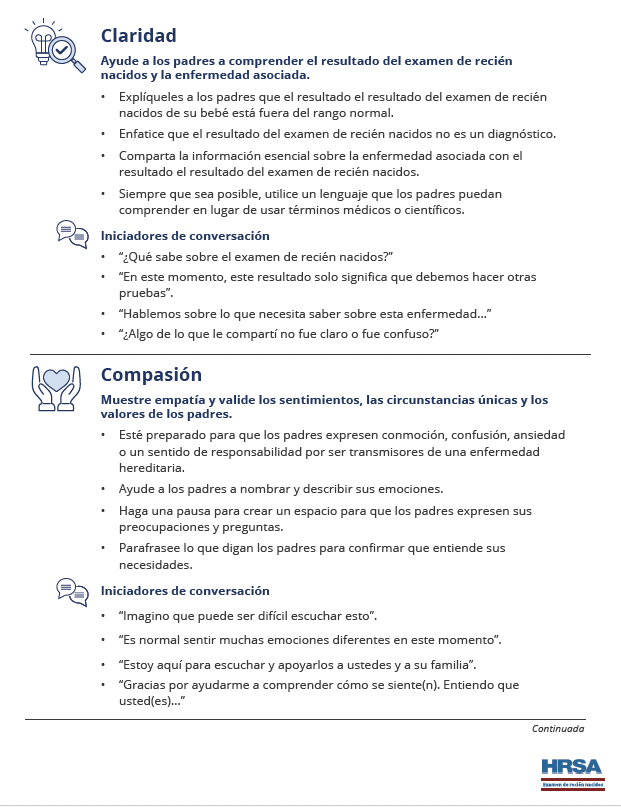 Claridad
Ayude a los padres a comprender el resultado del examen de recién
nacidos y la enfermedad asociada.
• Explíqueles a los padres que el resultado el resultado del examen de recién
nacidos de su bebé está fuera del rango normal.
• Enfatice que el resultado del examen de recién nacidos no es un diagnóstico.
• Comparta la información esencial sobre la enfermedad asociada con el
resultado el resultado del examen de recién nacidos.
• Siempre que sea posible, utilice un lenguaje que los padres puedan
comprender en lugar de usar términos médicos o científicos.
Iniciadores de conversación
• “¿Qué sabe sobre el examen de recién nacidos?”
• “En este momento, este resultado solo significa que debemos hacer otras
pruebas”.
• “Hablemos sobre lo que necesita saber sobre esta enfermedad...”
• “¿Algo de lo que le compartí no fue claro o fue confuso?”
Compasión
Muestre empatía y valide los sentimientos, las circunstancias únicas y los
valores de los padres.
• Esté preparado para que los padres expresen conmoción, confusión, ansiedad
o un sentido de responsabilidad por ser transmisores de una enfermedad
hereditaria.
• Ayude a los padres a nombrar y describir sus emociones.
• Haga una pausa para crear un espacio para que los padres expresen sus
preocupaciones y preguntas.
• Parafrasee lo que digan los padres para confirmar que entiende sus
necesidades.
Iniciadores de conversación
• “Imagino que puede ser difícil escuchar esto”.
• “Es normal sentir muchas emociones diferentes en este momento”.
• “Estoy aquí para escuchar y apoyarlos a ustedes y a su familia”.
• “Gracias por ayudarme a comprender cómo se siente(n). Entiendo que
usted(es)...”
Continuada
HRSA
Examen de recién nacidos